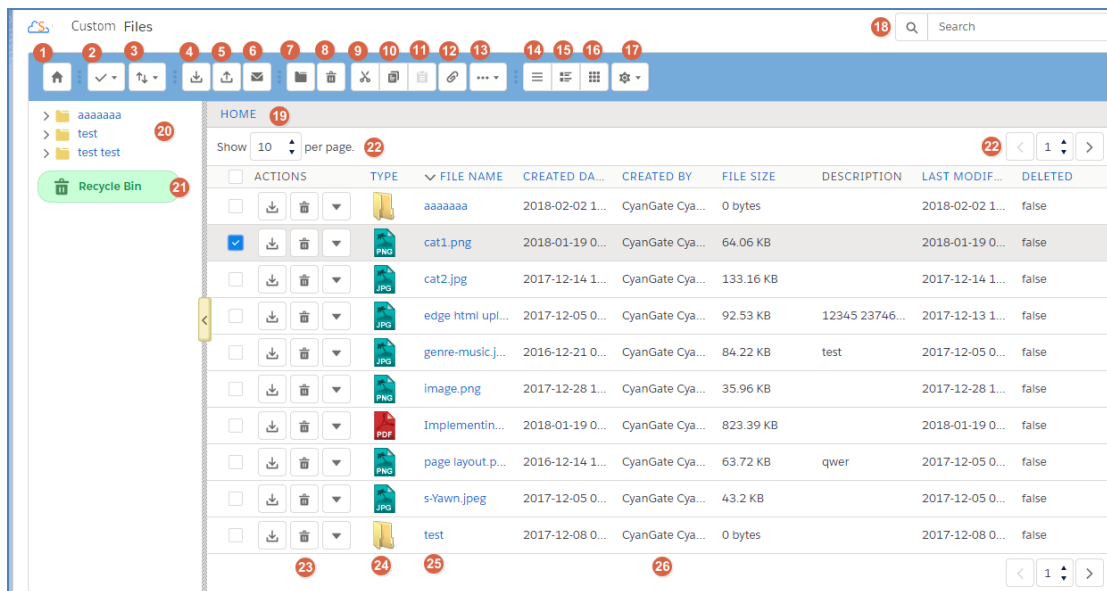 S. Custom Files 18 Search
1 2 3 4 5 6 7 8 9 10 11 12 13 14 15 16 17
aaaaaaa
test
test test
20
Recycle Bin 21
HOME 19
Show 10 per page. 22
22 1
ACTIONS TYPE FILE NAME CREATED DA... CREATED BY FILE SIZE DESCRIPTION LAST MODIF... DELETED
aaaaaaa 2018-02-02 1... CyanGate Cya... 0 bytes 2018-02-02 1... false
PNG cat1.png 2018-01-19 0... CyanGate Cya... 64.06 KB 2018-01-19 0... false
JPG cat2.jpg 2017-12-14 1... CyanGate Cya... 133.16 KB 2017-12-14 1... false
JPG edge html upl... 2017-12-05 0... CyanGate Cya... 92.53 KB 12345 23746... 2017-12-13 1... false
JPG genre-music.j... 2016-12-21 0... CyanGate Cya... 84.22 KB test 2017-12-05 0... false
PNG image.png 2017-12-28 1... CyanGate Cya... 35.96 KB 2017-12-28 1... false
PDF Implementin... 2018-01-19 0... CyanGate Cya... 823.39 KB 2018-01-19 0... false
PNG page layout.p... 2016-12-14 1... CyanGate Cya... 63.72 KB qwer 2017-12-05 0... false
JPG s-Yawn.jpeg 2017-12-05 0... CyanGate Cya... 43.2 KB 2017-12-05 0... false
test 2017-12-08 0... CyanGate Cya... 0 bytes 2017-12-08 0... false
23 24 25 26
1